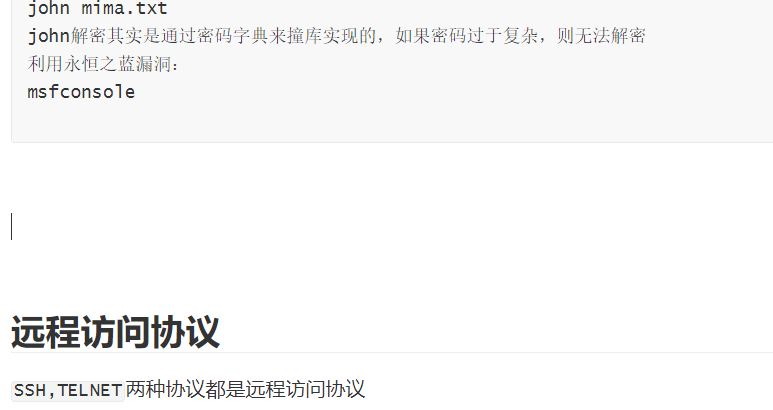 john mima.txt
john解密其实是通过密码字典来撞库实现的，如果密码过于复杂，则无法解密
利用永恒之蓝漏洞：
msfconsole
远程访问协议
SSH,TELNET两种协议都是远程访问协议